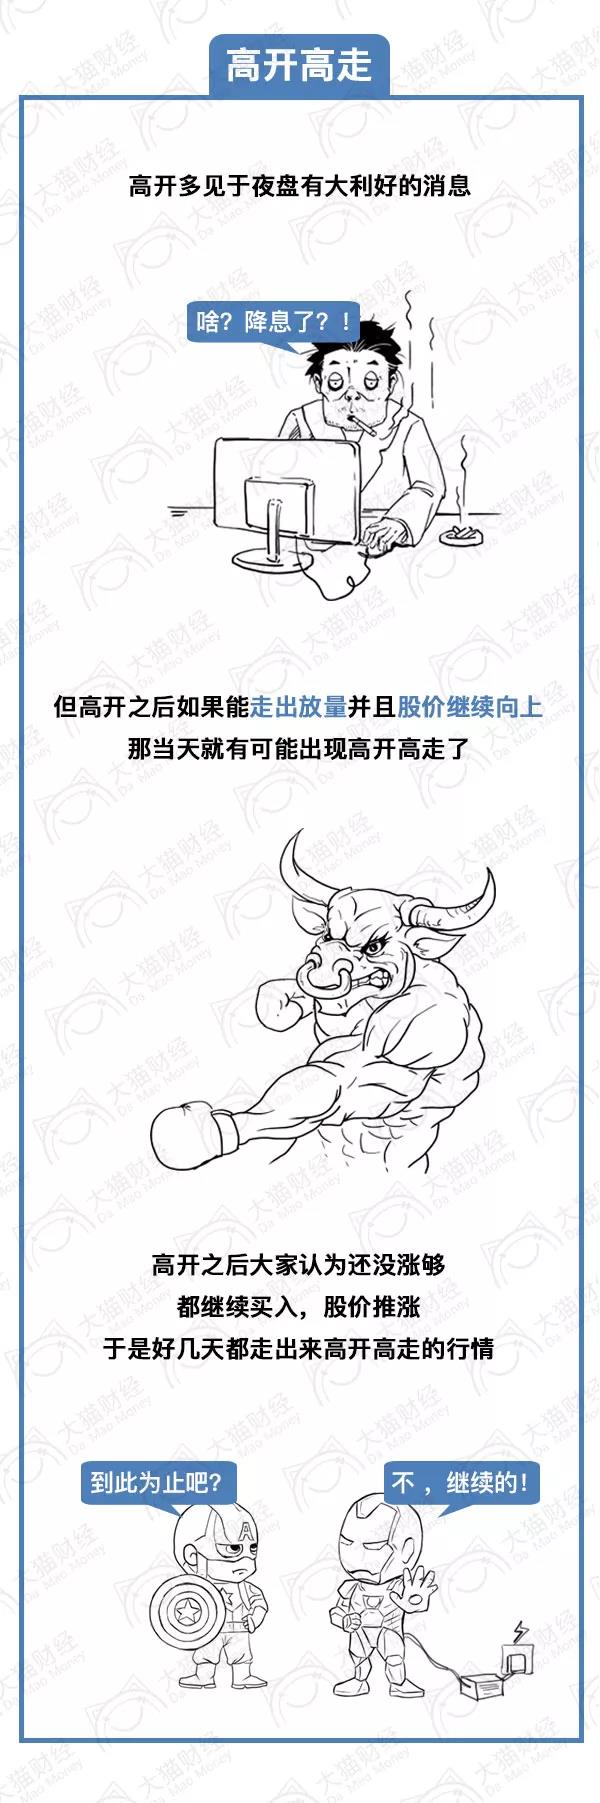 高开高走
高开多见于夜盘有大利好的消息
啥？降息了？！
但高开之后如果能走出放量并且股价继续向上
那当天就有可能出现高开高走了
高开之后大家认为还没涨够
都继续买入，股价推涨
于是好几天都走出来高开高走的行情
到此为止吧？
不，继续的！
A
大猫财经
Da Mao Money